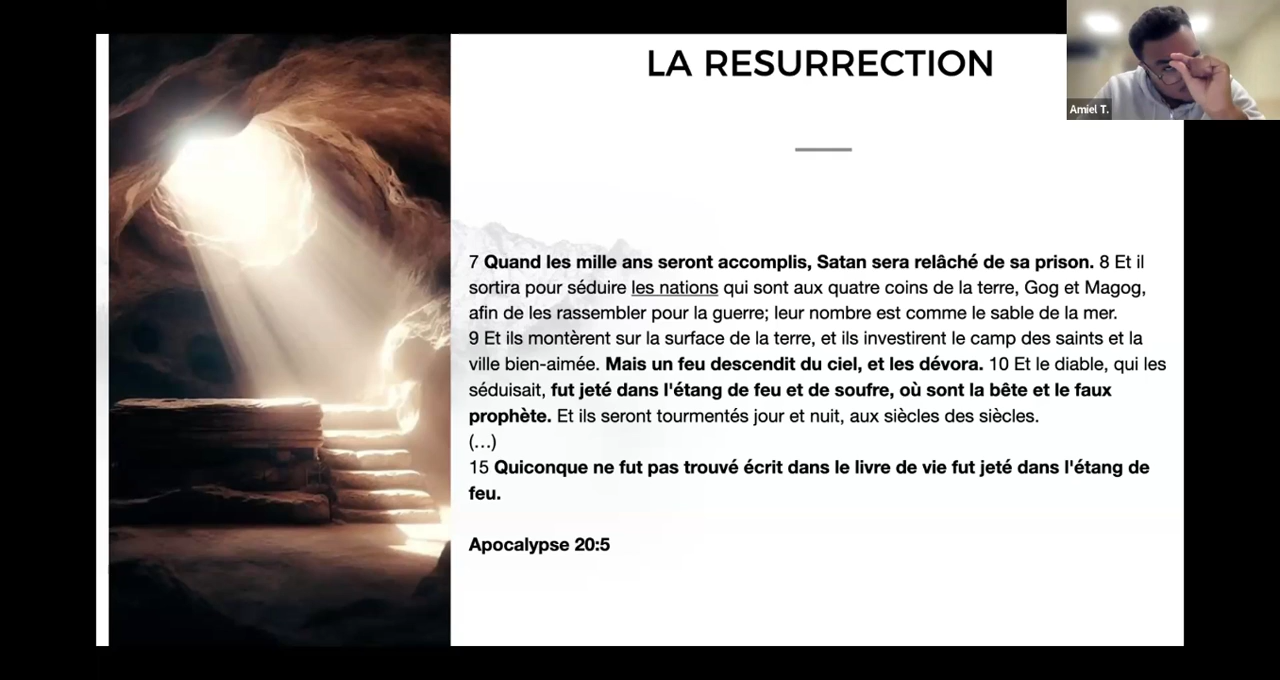 LA RESURRECTION
Amiel T.
7 Quand les mille ans seront accomplis, Satan sera relâché de sa prison. 8 Et il
sortira pour séduire les nations qui sont aux quatre coins de la terre, Gog et Magog,
afin de les rassembler pour la guerre; leur nombre est comme le sable de la mer.
9 Et ils montèrent sur la surface de la terre, et ils investirent le camp des saints et la
ville bien-aimée. Mais un feu descendit du ciel, et les dévora. 10 Et le diable, qui les
séduisait, fut jeté dans l'étang de feu et de soufre, où sont la bête et le faux
prophète. Et ils seront tourmentés jour et nuit, aux siècles des siècles.
(…)
15 Quiconque ne fut pas trouvé écrit dans le livre de vie fut jeté dans l'étang de
feu.
Apocalypse 20:5